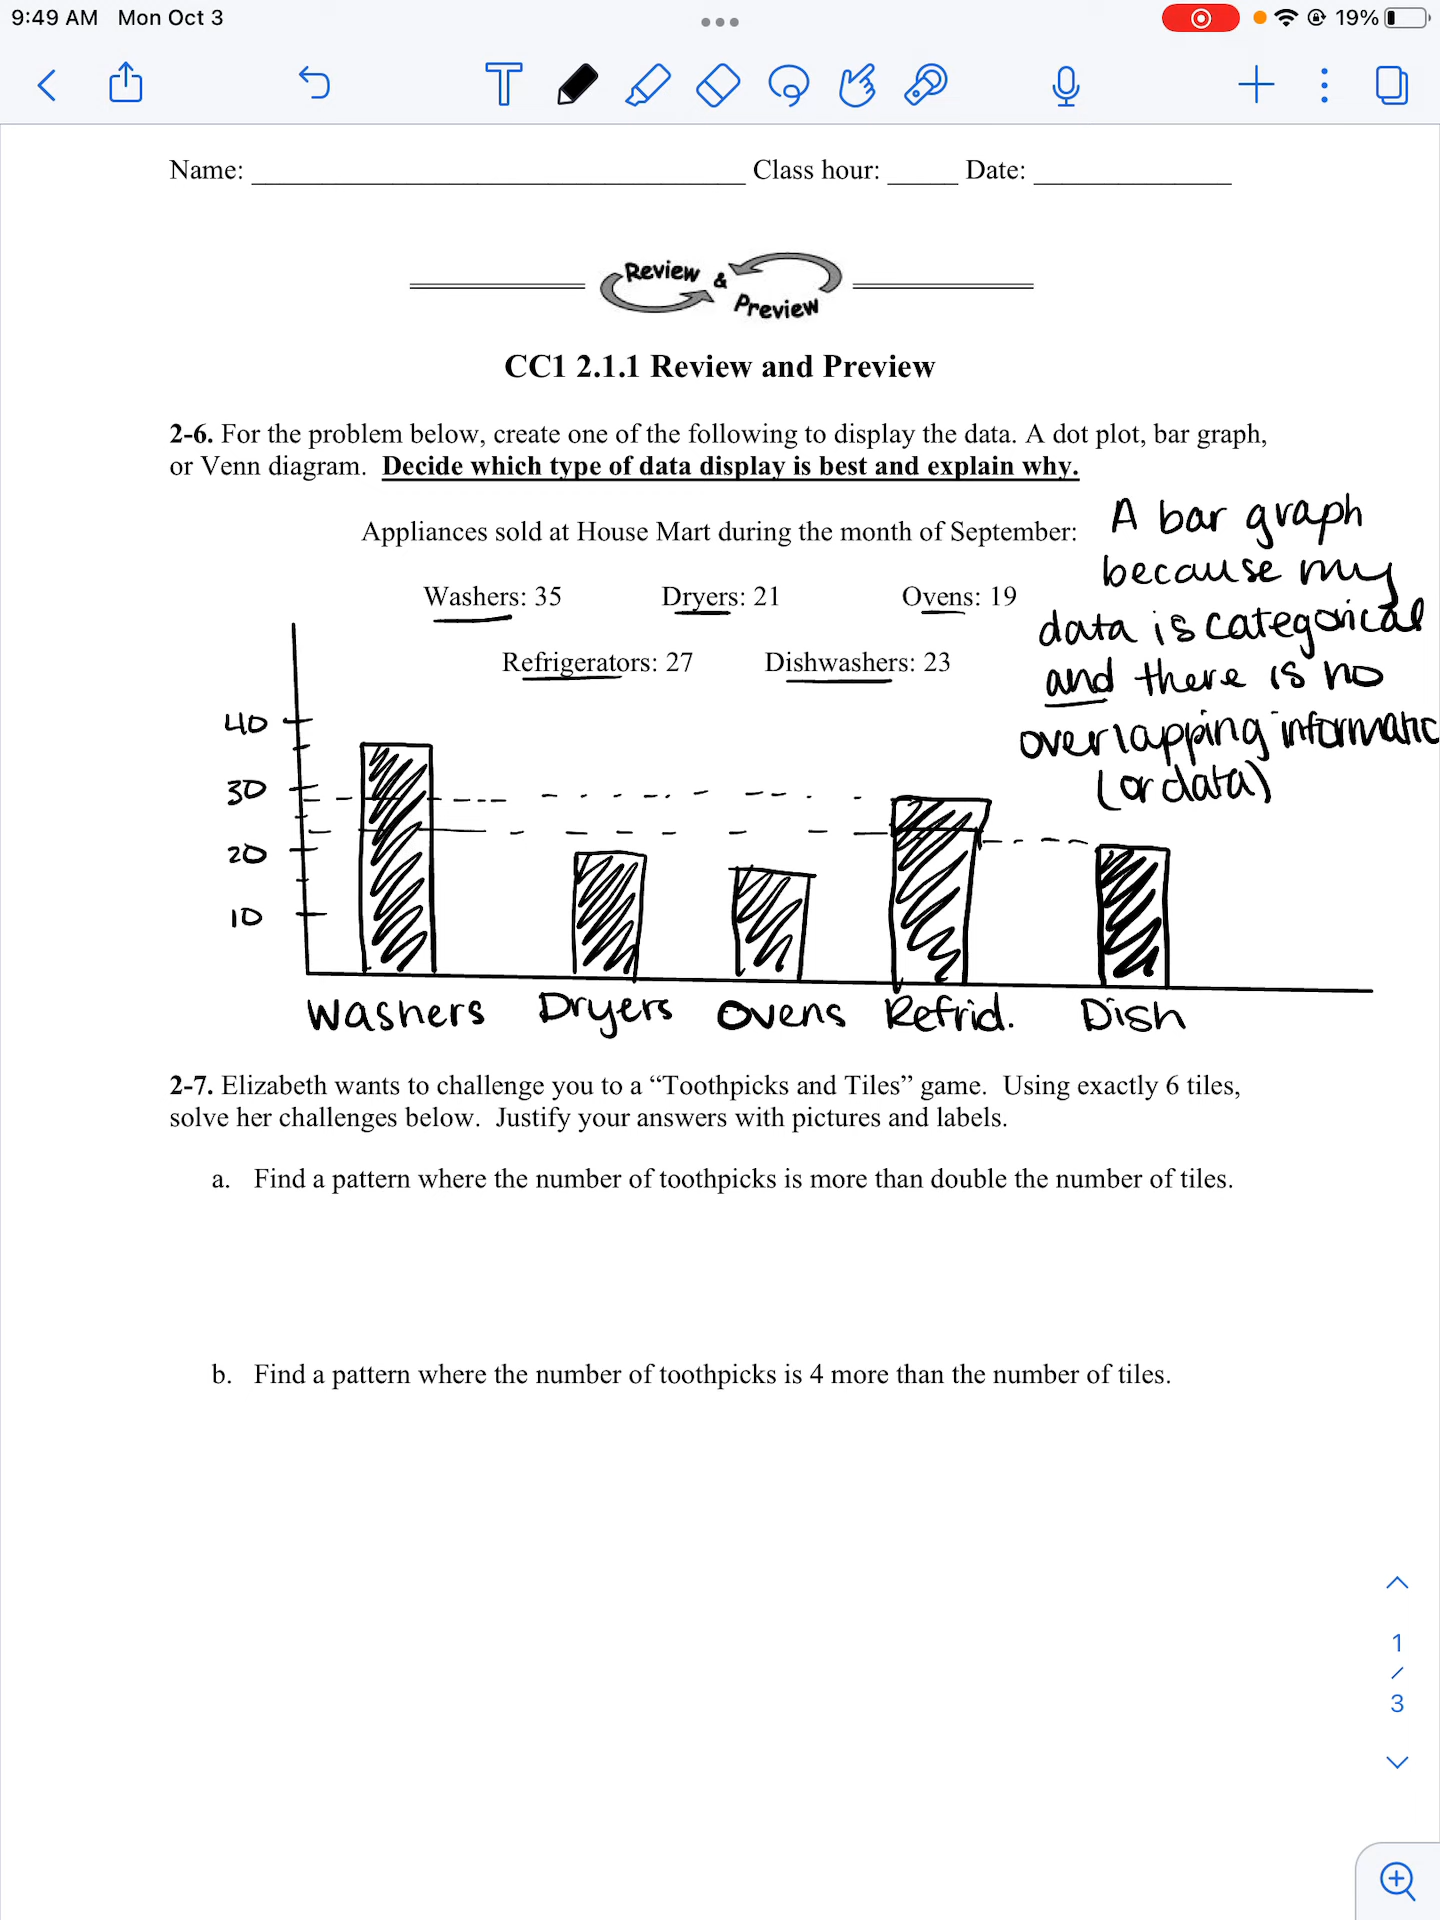 9:49 AM Mon Oct 3
19%
Name: Class hour: Date:
Review &
Preview
CC1 2.1.1 Review and Preview
2-6. For the problem below, create one of the following to display the data. A dot plot, bar graph,
or Venn diagram. Decide which type of data display is best and explain why.
Appliances sold at House Mart during the month of September:
Washers: 35 Dryers: 21 Ovens: 19
Refrigerators: 27 Dishwashers: 23
A bar graph
because my
data is categorical
and there is no
overlapping informatic
(or data)
40
30
20
10
Washers Dryers Ovens Refrid. Dish
2-7. Elizabeth wants to challenge you to a “Toothpicks and Tiles” game. Using exactly 6 tiles,
solve her challenges below. Justify your answers with pictures and labels.
a. Find a pattern where the number of toothpicks is more than double the number of tiles.
b. Find a pattern where the number of toothpicks is 4 more than the number of tiles.
1
/
3